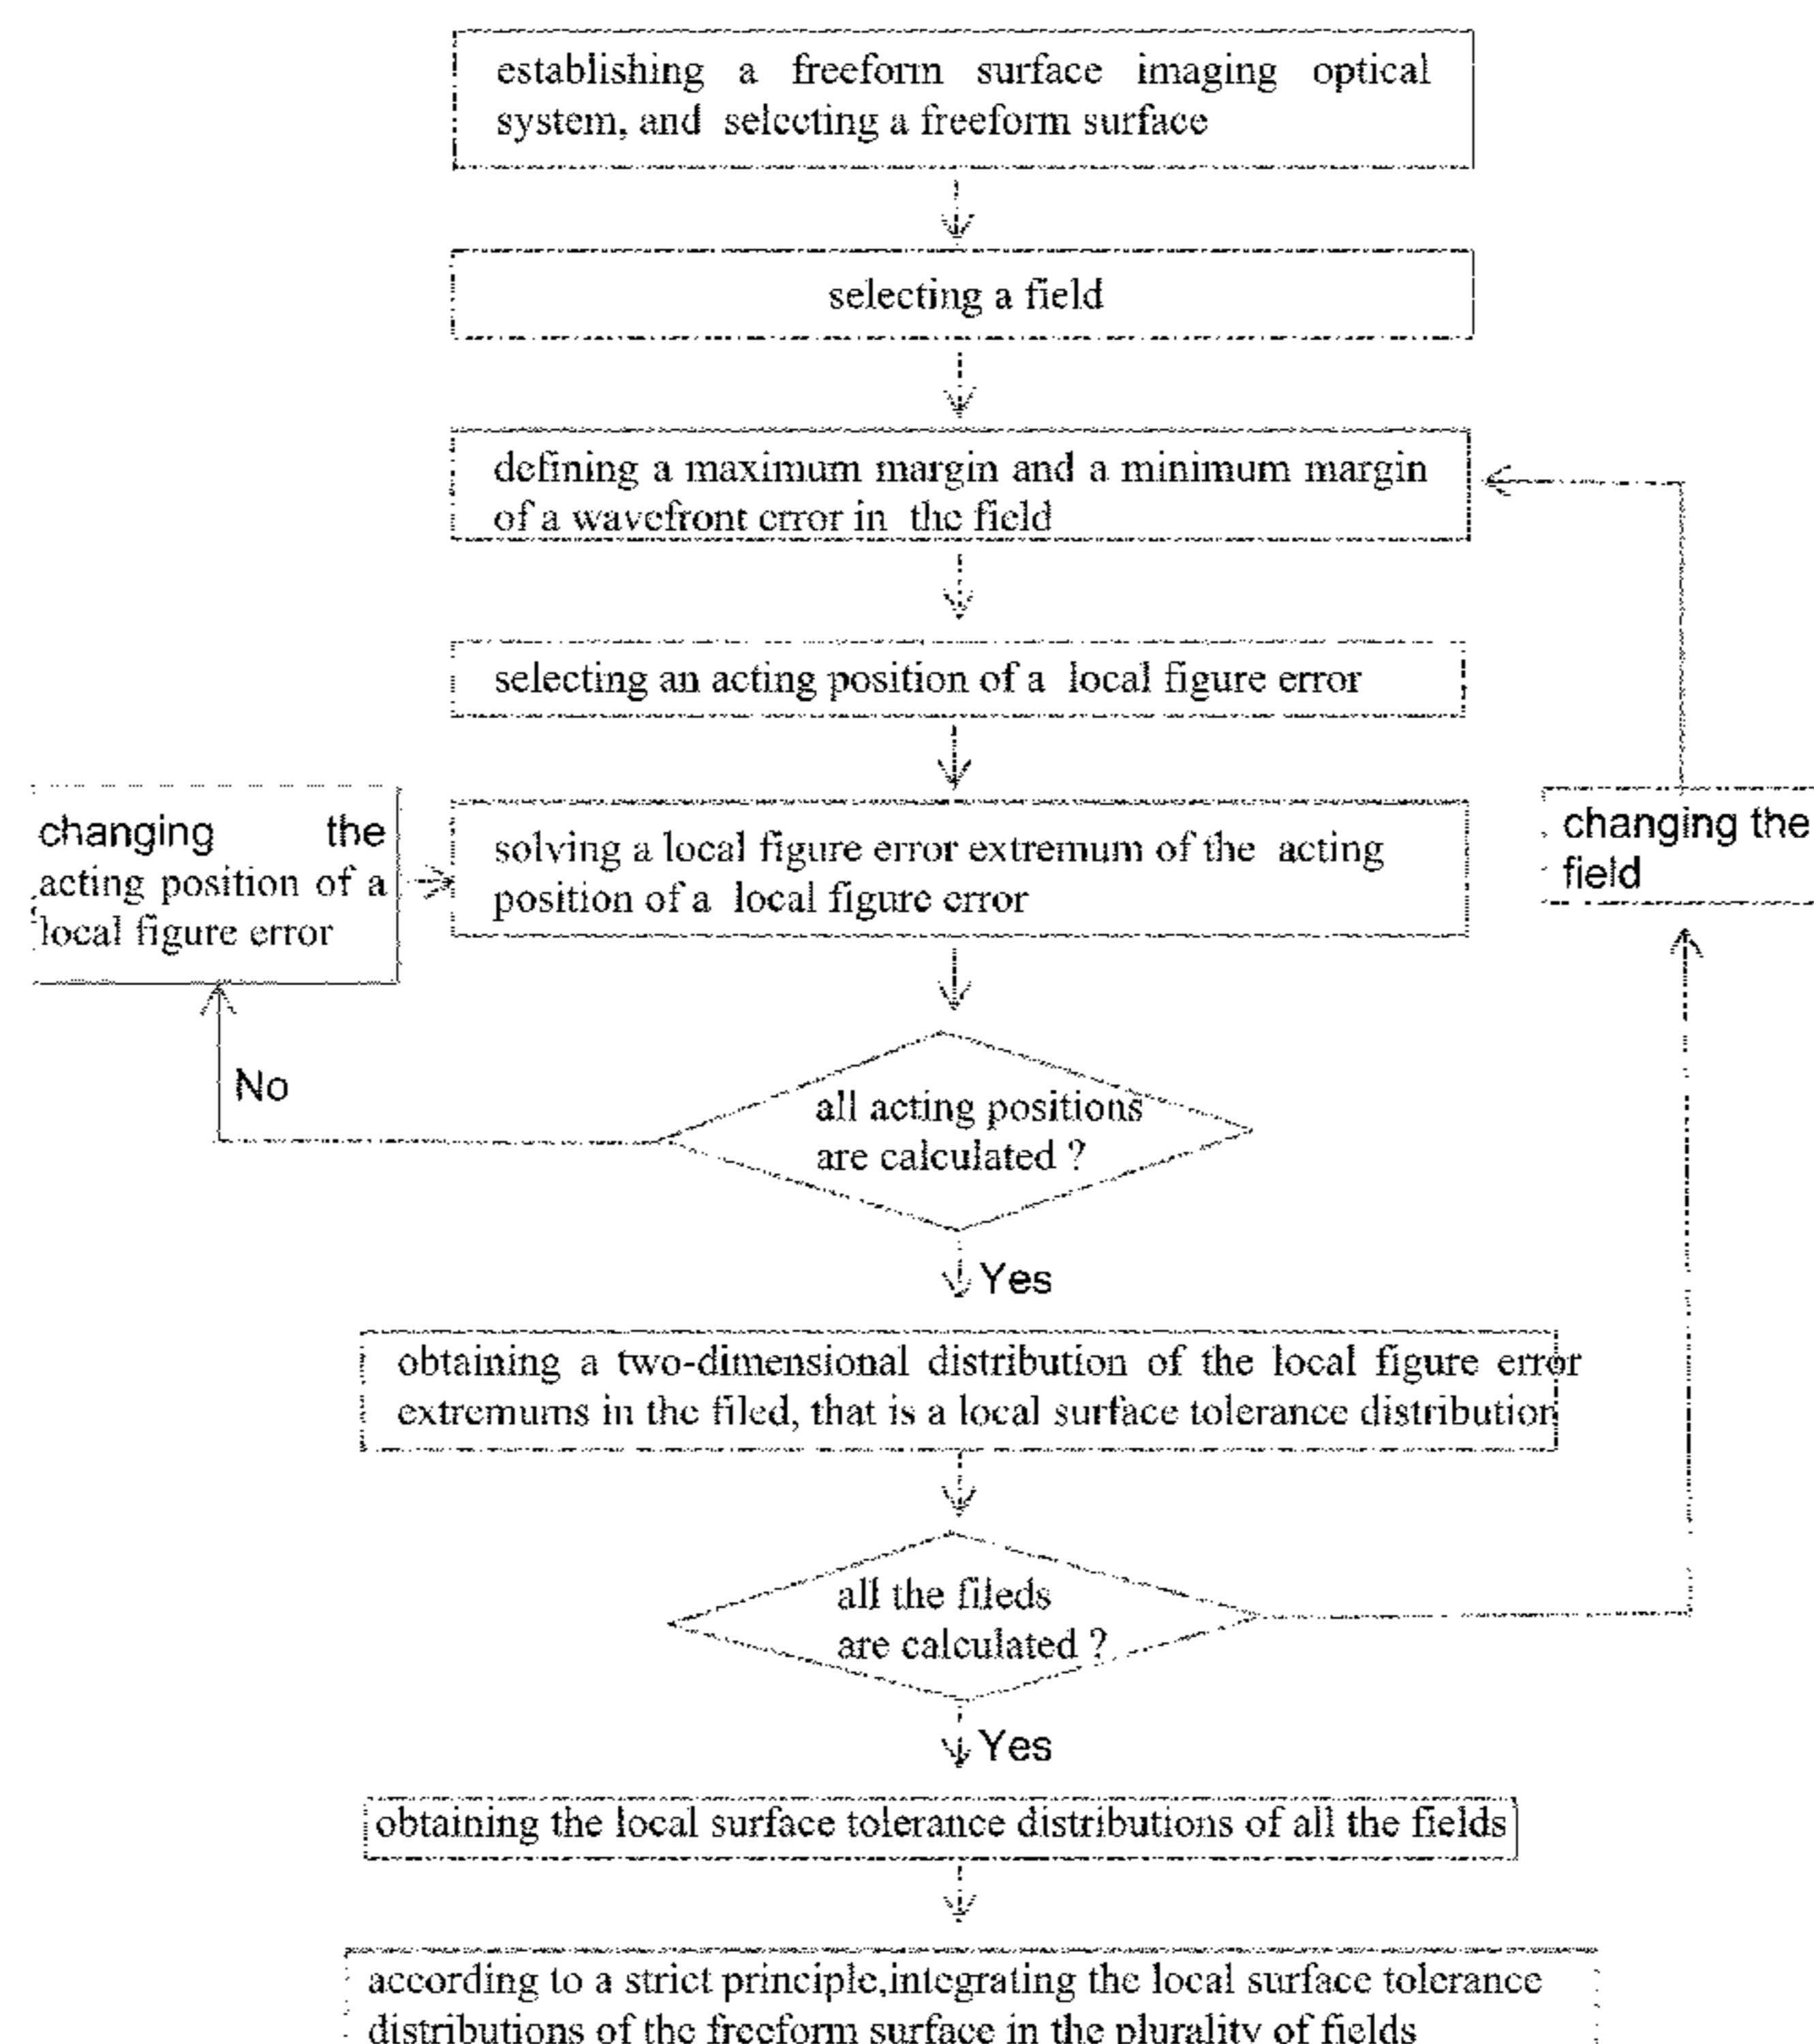 establishing a freeform surface imaging optical
system, and selecting a freeform surface
selecting a field
defining a maximum margin and a minimum margin
of a wavefront error in the field
selecting an acting position of a local figure error
changing the
acting position of a
local figure error
solving a local figure error extremum of the acting
position of a local figure error
changing the
field
No
all acting positions
are calculated ?
Yes
obtaining a two-dimensional distribution of the local figure error
extremums in the filed, that is a local surface tolerance distribution
all the fileds
are calculated ?
Yes
obtaining the local surface tolerance distributions of all the fields
according to a strict principle,integrating the local surface tolerance
distributions of the freeform surface in the plurality of fields